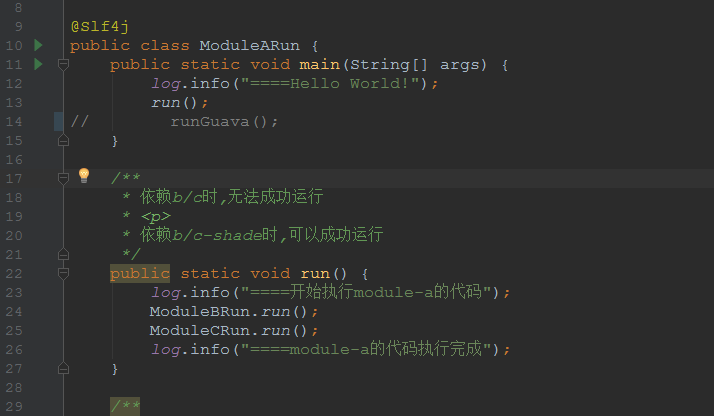 8
9 @Slf4j
10 public class ModuleARun {
11     public static void main(String[] args) {
12         log.info("====Hello World!");
13         run();
14 //        runGuava();
15     }
16
17     /**
18      * 依赖b/c时,无法成功运行
19      * <p>
20      * 依赖b/c-shade时,可以成功运行
21      */
22     public static void run() {
23         log.info("====开始执行module-a的代码");
24         ModuleBRun.run();
25         ModuleCRun.run();
26         log.info("====module-a的代码执行完成");
27     }
28
29     /**